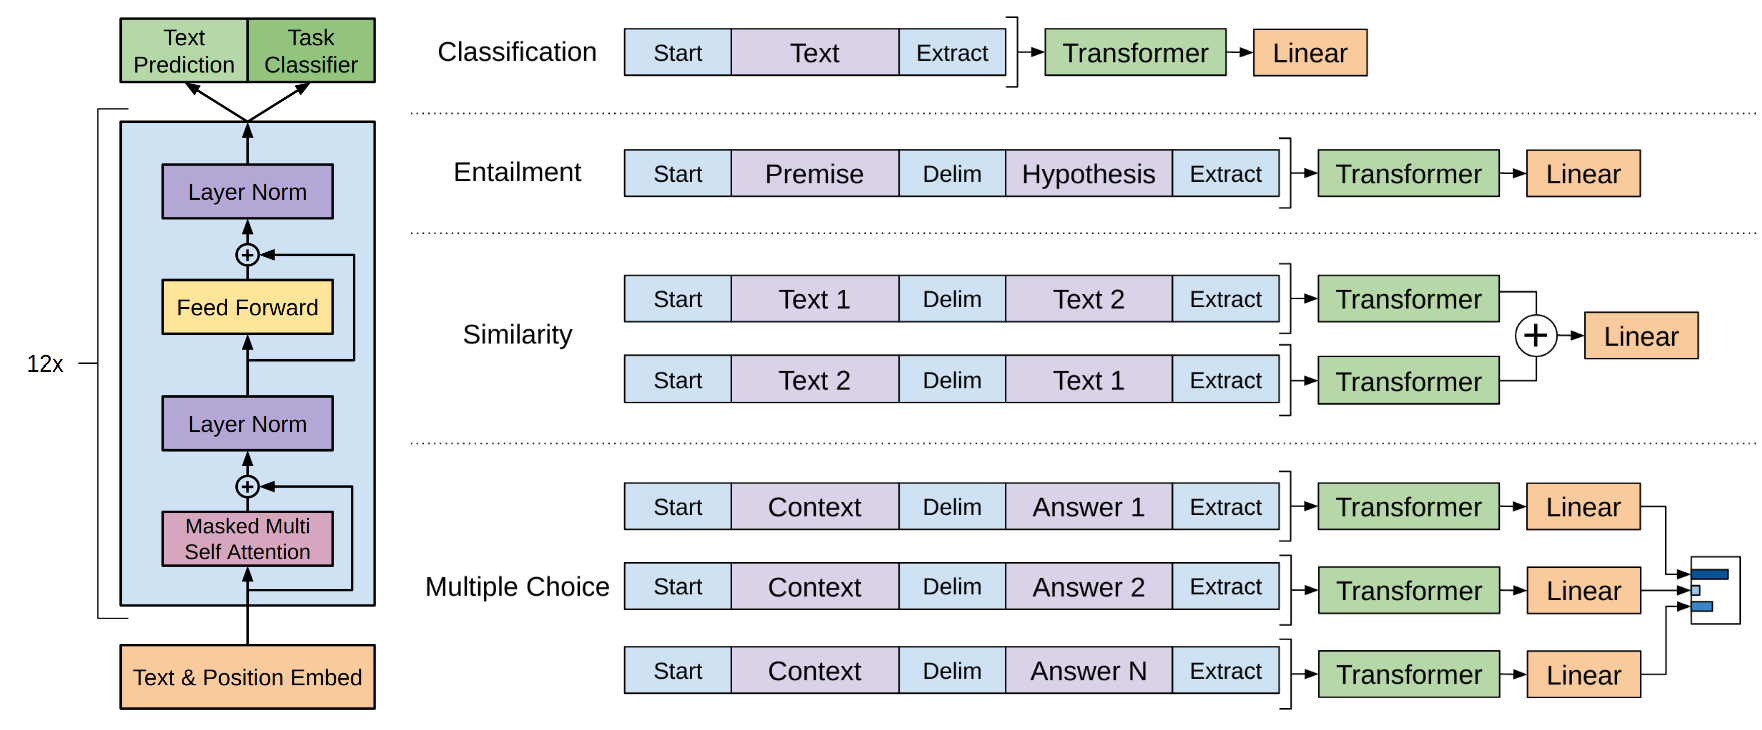 Text
Prediction
Task
Classifier
12x
Layer Norm
+
Feed Forward
Layer Norm
+
Masked Multi
Self Attention
Text & Position Embed
Classification
Start Text Extract Transformer Linear
Entailment
Start Premise Delim Hypothesis Extract Transformer Linear
Similarity
Start Text 1 Delim Text 2 Extract Transformer
+ Linear
Start Text 2 Delim Text 1 Extract Transformer
Multiple Choice
Start Context Delim Answer 1 Extract Transformer Linear
Start Context Delim Answer 2 Extract Transformer Linear
Start Context Delim Answer N Extract Transformer Linear